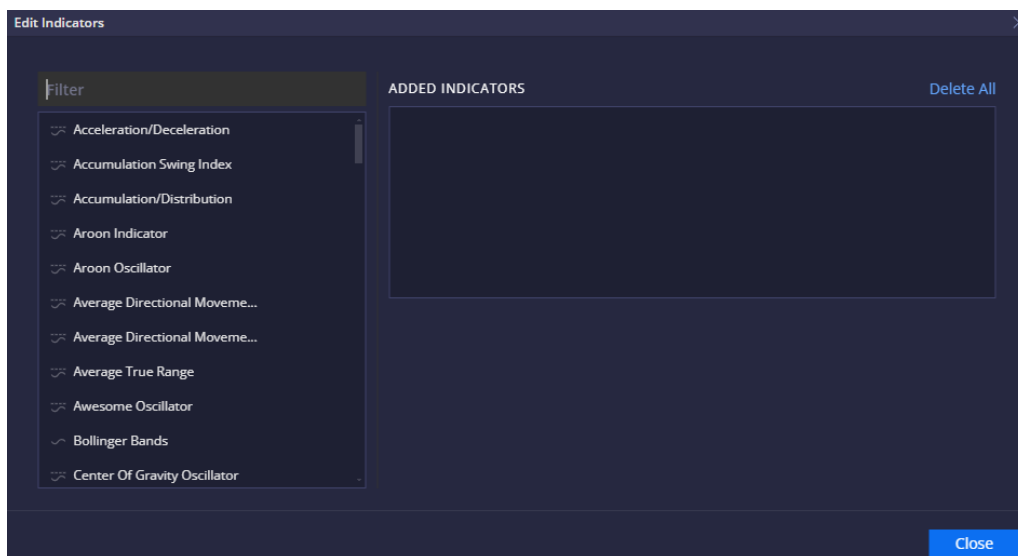 Edit Indicators
Filter
Acceleration/Deceleration
Accumulation Swing Index
Accumulation/Distribution
Aroon Indicator
Aroon Oscillator
Average Directional Moveme...
Average Directional Moveme...
Average True Range
Awesome Oscillator
Bollinger Bands
Center Of Gravity Oscillator
ADDED INDICATORS
Delete All
Close